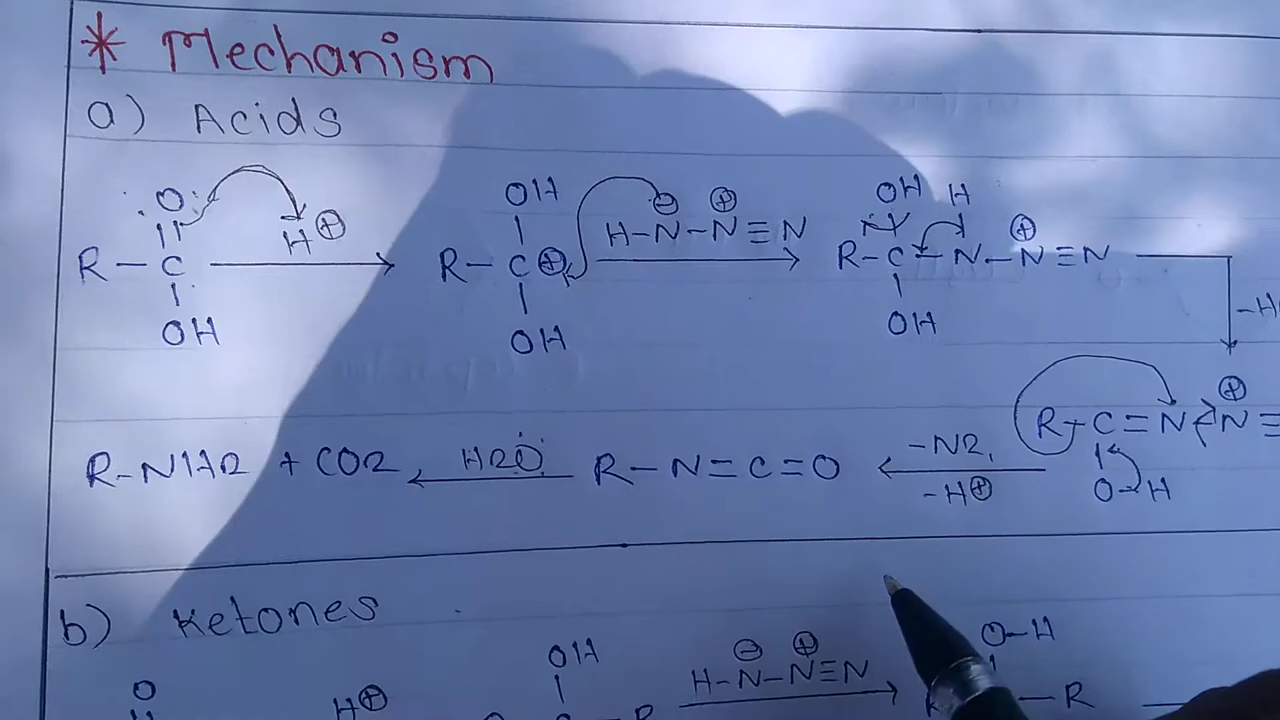 * Mechanism
a) Acids
:O: H⊕ OH H-N⊖-N⊕≡N OH H ⊕
R-C → R-C⊕ → R-C-N-N≡N
OH OH OH
-H
R-C=N-N⊕≡
R-NH2 + CO2 ← H2O R-N=C=O ← -N2, -H⊕ O-H
b) Ketones
O H⊕ OH H-N⊖-N⊕≡N → O-H
R -R